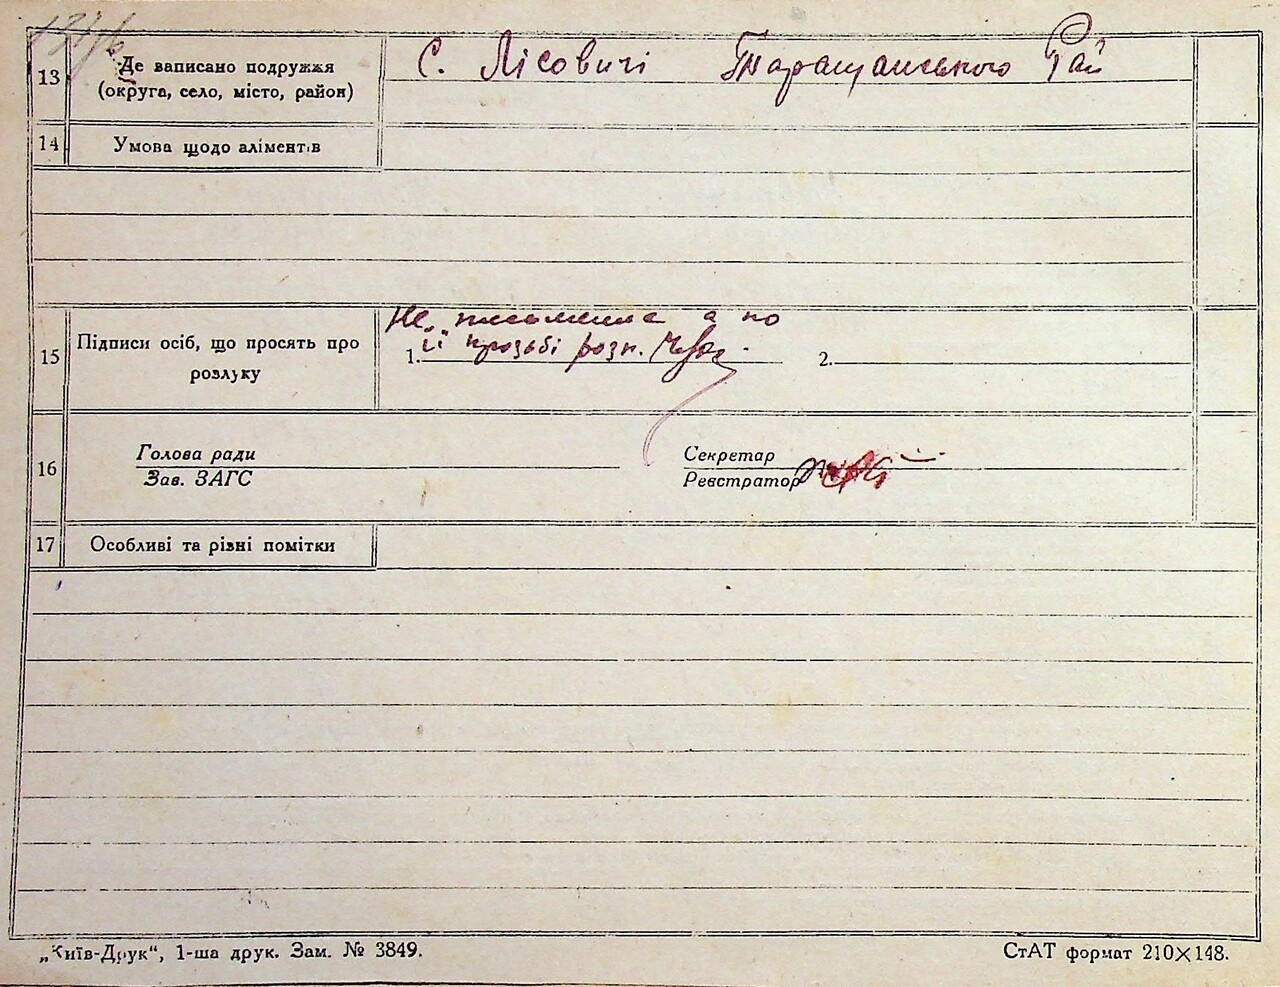 13 Де записано подружжя С. Лісовичі Таращанського Рай
(округа, село, місто, район)
14 Умова щодо аліментів
Не письменна а по
15 Підписи осіб, що просять про 1. її прозьбі розп. 2.
розлуку
Голова ради Секретар
16
Зав. ЗАГС Реєстратор
17 Особливі та різні помітки
„Київ-Друк“, 1-ша друк. Зам. № 3849. СтАТ формат 210×148.